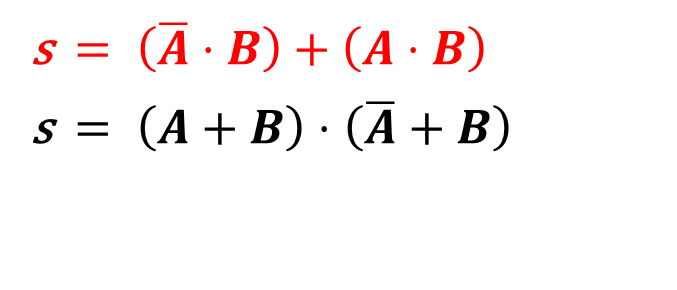 s = (A̅ · B) + (A · B)
s = (A + B) · (A̅ + B)